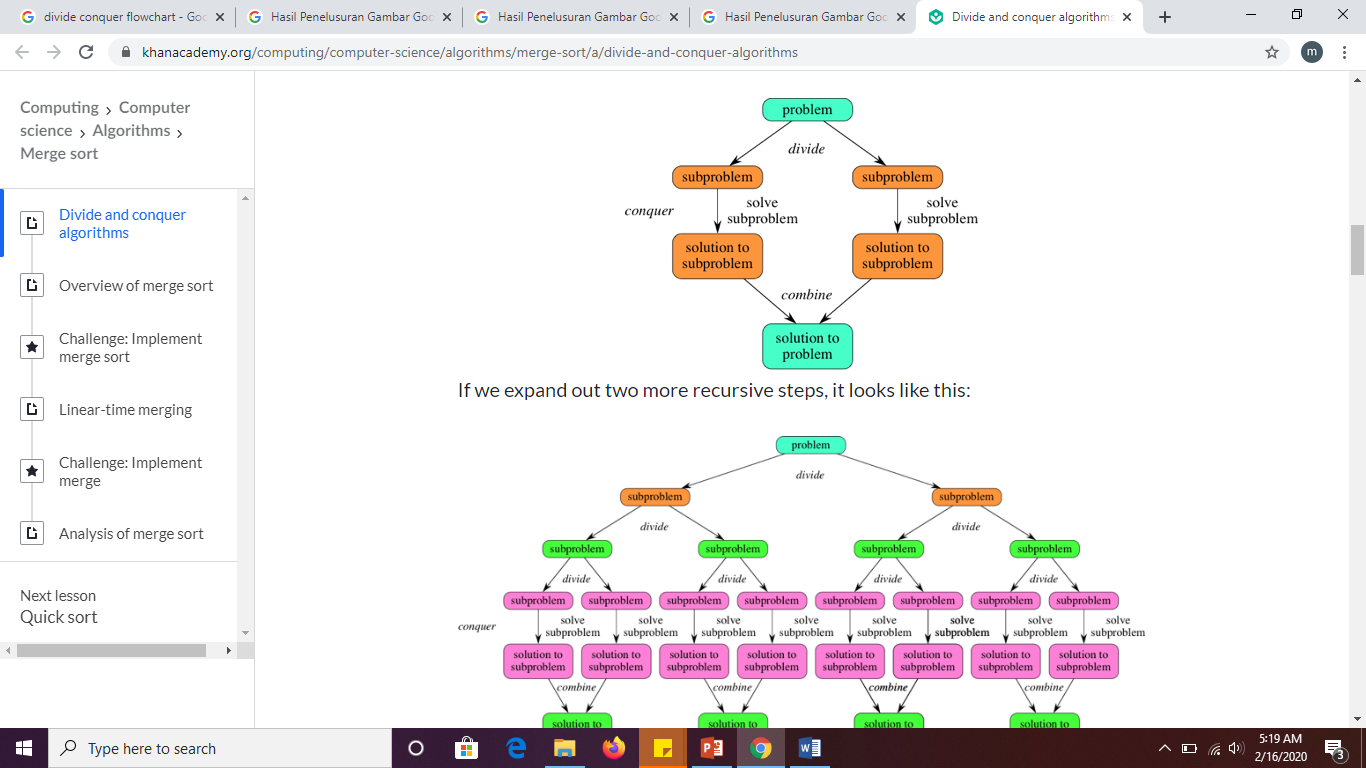 divide conquer flowchart - Goo
Hasil Penelusuran Gambar Goo
Hasil Penelusuran Gambar Goo
Hasil Penelusuran Gambar Goo
Divide and conquer algorithms
khanacademy.org/computing/computer-science/algorithms/merge-sort/a/divide-and-conquer-algorithms
m
Computing > Computer
science > Algorithms >
Merge sort
Divide and conquer
algorithms
Overview of merge sort
Challenge: Implement
merge sort
Linear-time merging
Challenge: Implement
merge
Analysis of merge sort
Next lesson
Quick sort
problem
divide
subproblem subproblem
conquer
solve
subproblem
solve
subproblem
solution to
subproblem
solution to
subproblem
combine
solution to
problem
If we expand out two more recursive steps, it looks like this:
problem
divide
subproblem subproblem
divide divide
subproblem subproblem subproblem subproblem
divide divide divide divide
subproblem subproblem subproblem subproblem subproblem subproblem subproblem subproblem
conquer
solve solve solve solve solve solve solve solve
subproblem subproblem subproblem subproblem subproblem subproblem subproblem subproblem
solution to solution to solution to solution to solution to solution to solution to solution to
subproblem subproblem subproblem subproblem subproblem subproblem subproblem subproblem
combine combine combine combine
solution to solution to solution to solution to
Type here to search
5:19 AM
2/16/2020
3